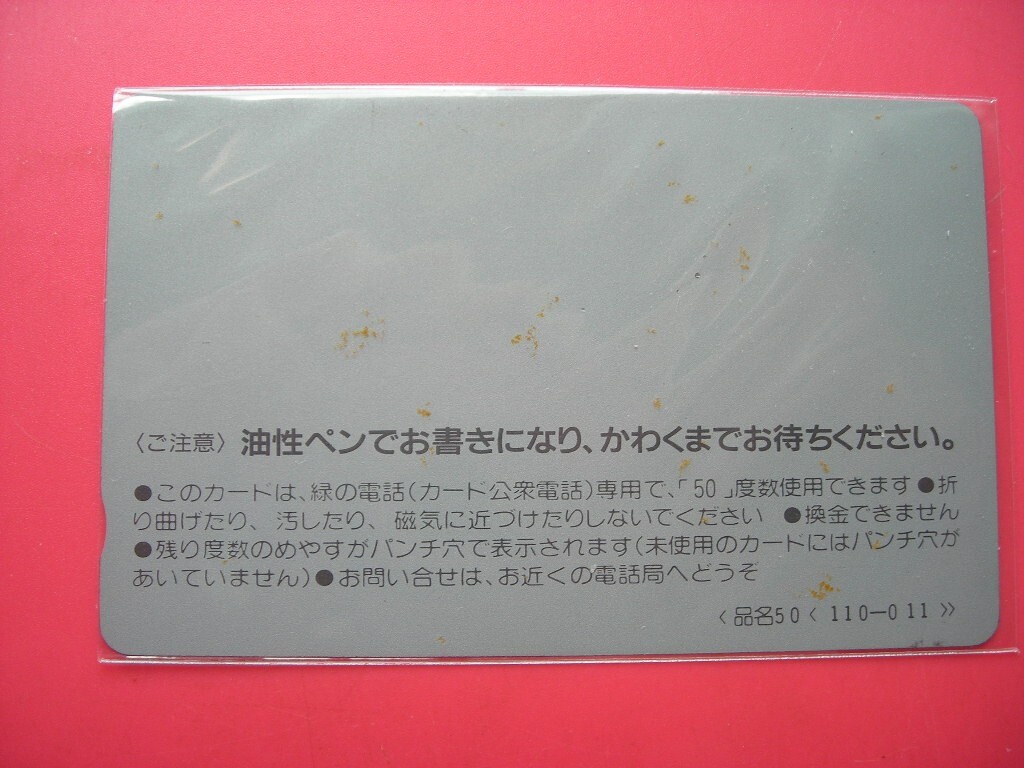 〈ご注意〉油性ペンでお書きになり、かわくまでお待ちください。
●このカードは、緑の電話(カード公衆電話)専用で、「50」度数使用できます●折
り曲げたり、汚したり、磁気に近づけたりしないでください ●換金できません
●残り度数のめやすがパンチ穴で表示されます(未使用のカードにはパンチ穴が
あいていません)●お問い合せは、お近くの電話局へどうぞ
〈品名50〈110―011》